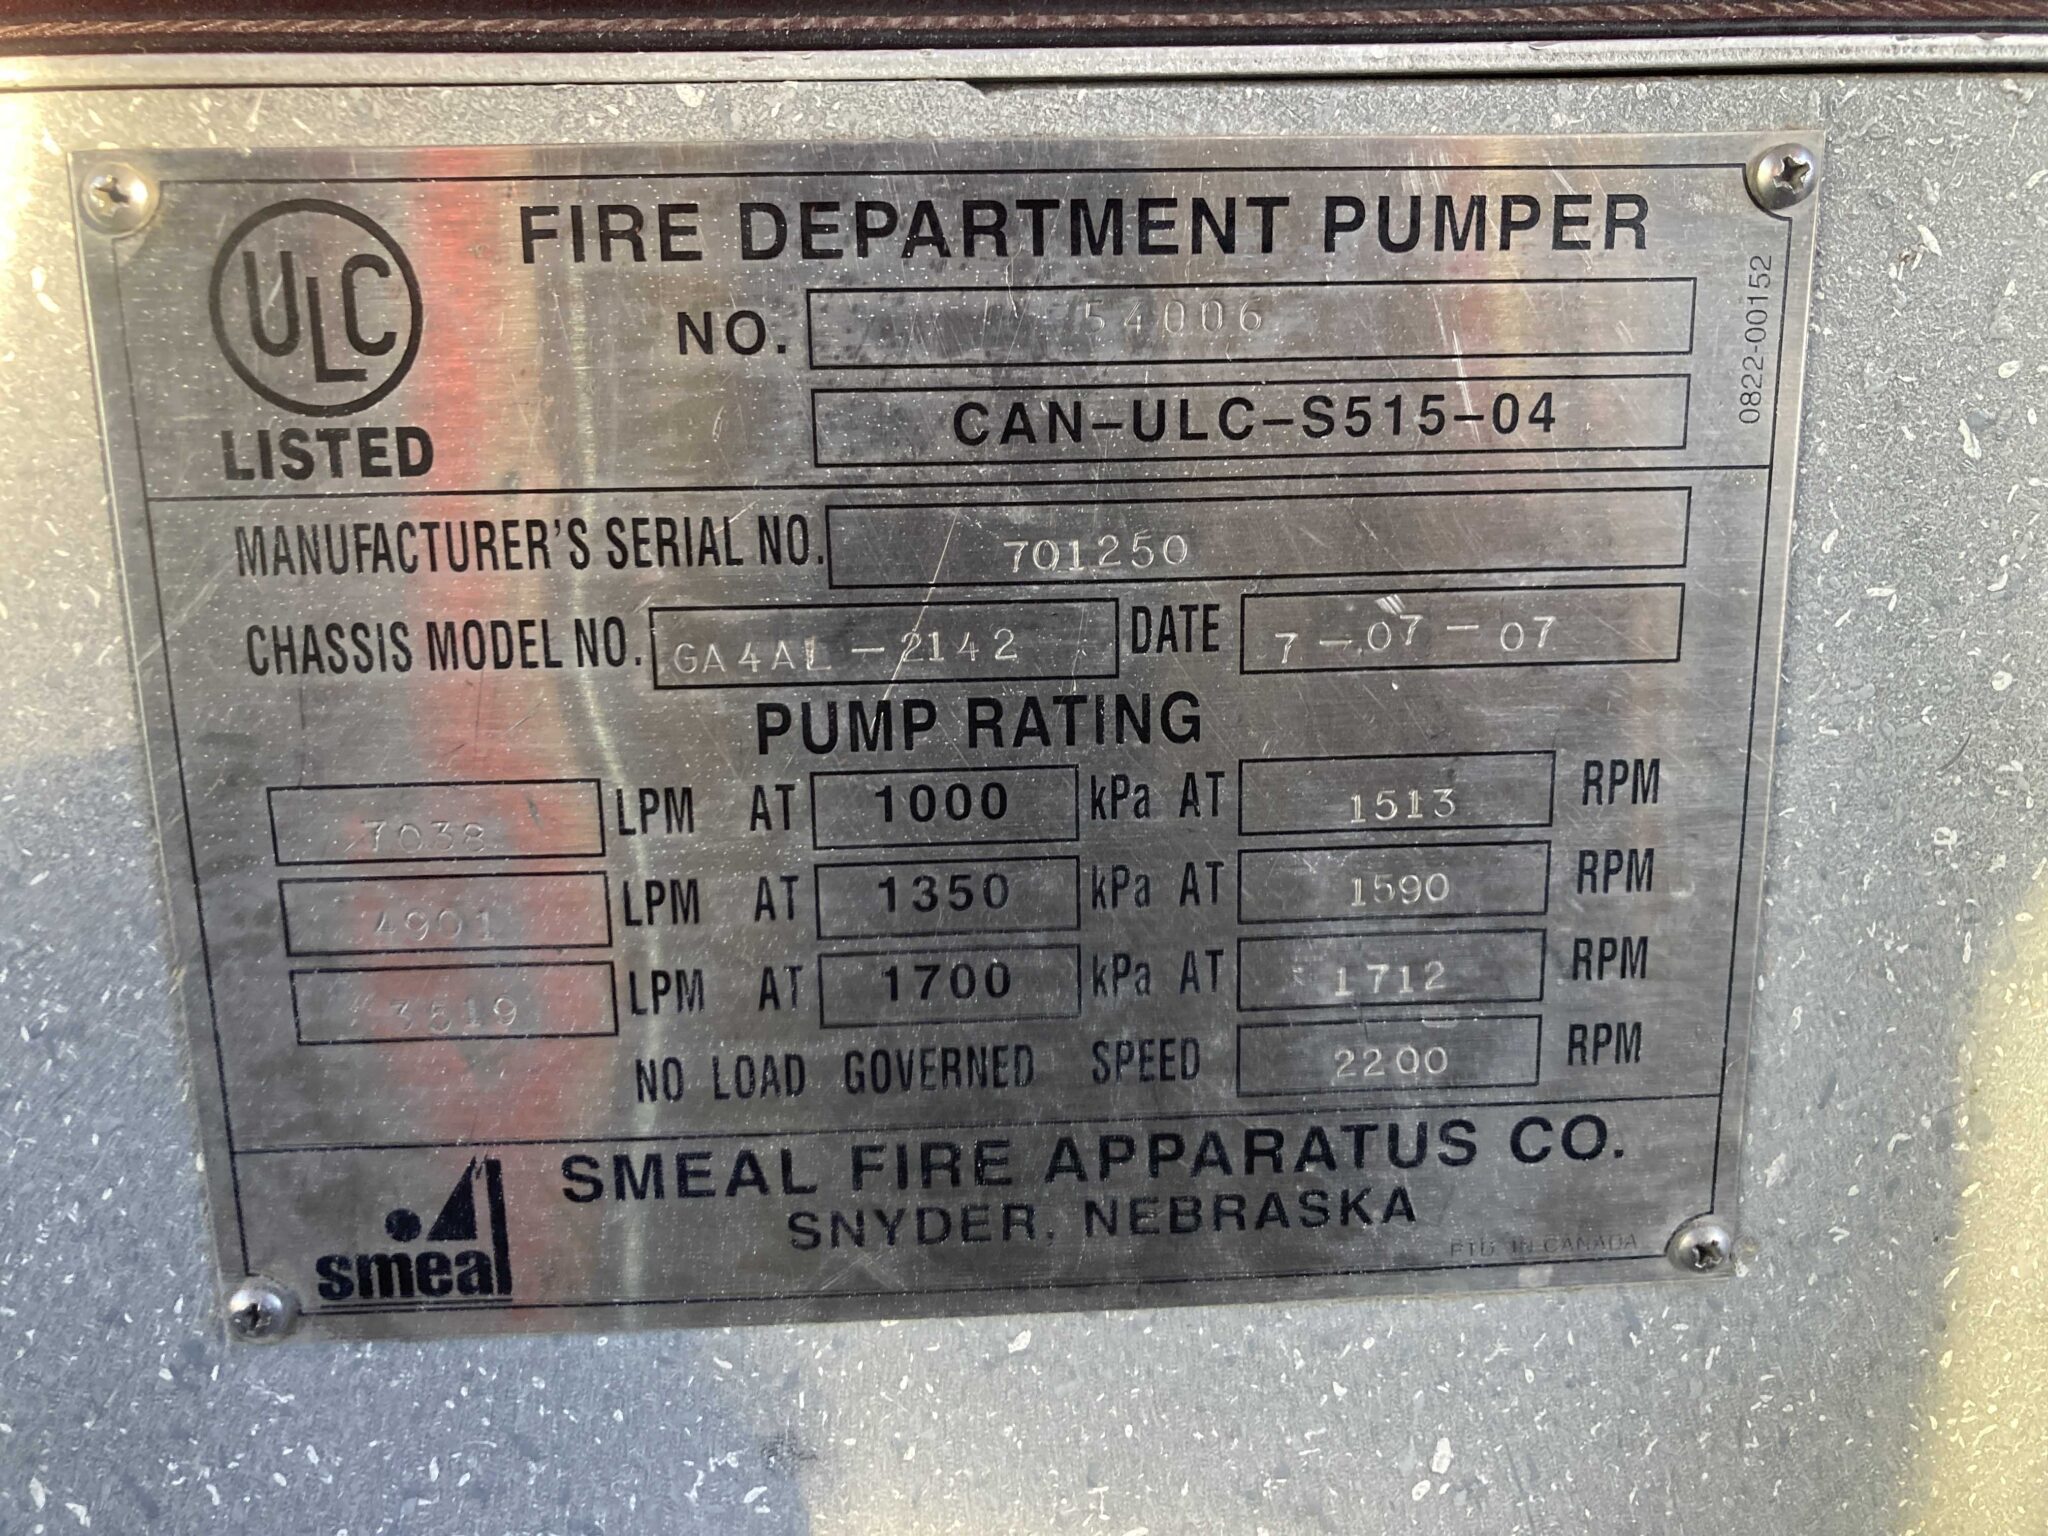 ULC
LISTED
FIRE DEPARTMENT PUMPER
NO. 54006
CAN-ULC-S515-04
0822-00152
MANUFACTURER'S SERIAL NO. 701250
CHASSIS MODEL NO. GA4AL-2142 DATE 7-07-07
PUMP RATING
7038 LPM AT 1000 kPa AT 1513 RPM
4901 LPM AT 1350 kPa AT 1590 RPM
3519 LPM AT 1700 kPa AT 1712 RPM
NO LOAD GOVERNED SPEED 2200 RPM
smeal
SMEAL FIRE APPARATUS CO.
SNYDER, NEBRASKA
PTD. IN CANADA